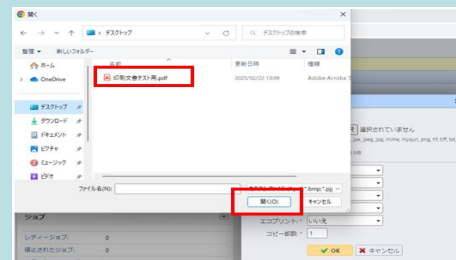 開く
デスクトップ
デスクトップの検索
整理
新しいフォルダー
ホーム
OneDrive
デスクトップ
ダウンロード
ドキュメント
ピクチャ
ミュージック
ビデオ
名前
更新日時
種類
印刷文書テスト用.pdf
2023/02/22 15:09
Adobe Acrobat
ファイル名(N):
開く(O)
キャンセル
選択されていません
エコプリント: * いいえ
コピー部数: * 1
OK
キャンセル
ジョブ
レディージョブ: 0
停止されたジョブ: 0